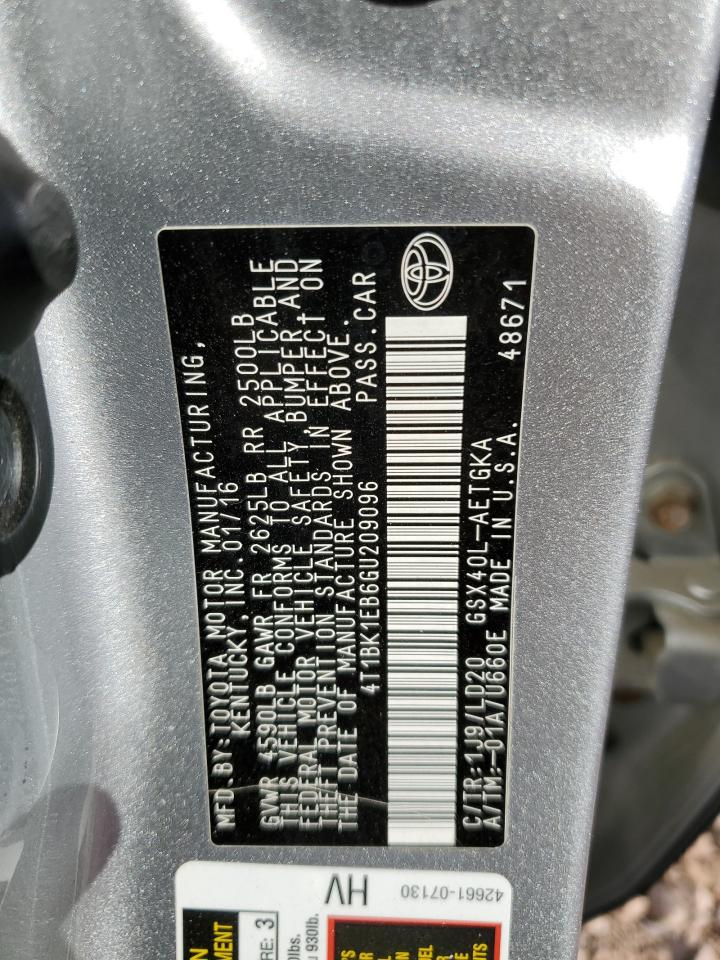 MFD.BY:TOYOTA MOTOR MANUFACTURING,
KENTUCKY, INC. 01/16
GVWR 4590LB GAWR FR 2625LB RR 2500LB
THIS VEHICLE CONFORMS TO ALL APPLICABLE
FEDERAL MOTOR VEHICLE SAFETY, BUMPER, AND
THEFT PREVENTION STANDARDS IN EFFECT ON
THE DATE OF MANUFACTURE SHOWN ABOVE.
4T1BK1EB6GU209096 PASS.CAR
C/TR:1J9/LD20 GSX40L-AETGKA 48671
A/TM:-01A/U660E MADE IN U.S.A.
HV
42661-07130
RE: 3
930lb.